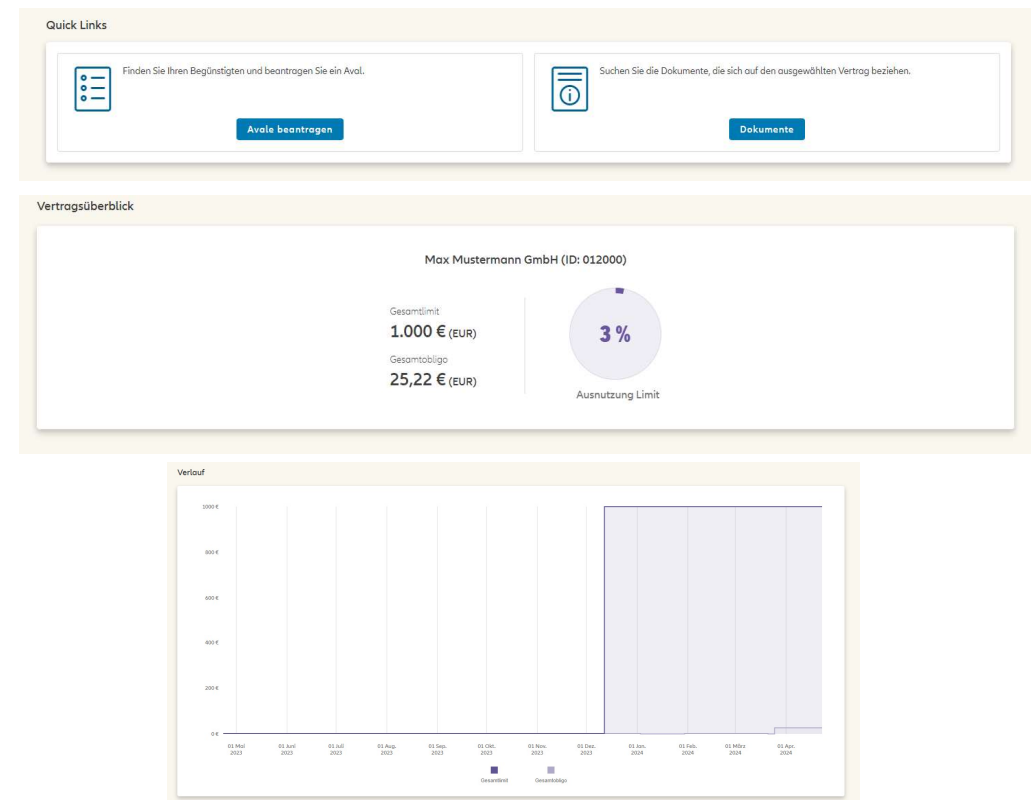 Quick Links
Finden Sie Ihren Begünstigten und beantragen Sie ein Aval.
Avale beantragen
Suchen Sie die Dokumente, die sich auf den ausgewählten Vertrag beziehen.
Dokumente
Vertragsüberblick
Max Mustermann GmbH (ID: 012000)
Gesamtlimit
1.000 € (EUR)
Gesamtobligo
25,22 € (EUR)
3 %
Ausnutzung Limit
Verlauf
1000 €
800 €
600 €
400 €
200 €
0 €
01 Mai 2023
01 Juni 2023
01 Juli 2023
01 Aug. 2023
01 Sep. 2023
01 Okt. 2023
01 Nov. 2023
01 Dez. 2023
01 Jan. 2024
01 Feb. 2024
01 März 2024
01 Apr. 2024
Gesamtlimit
Gesamtobligo